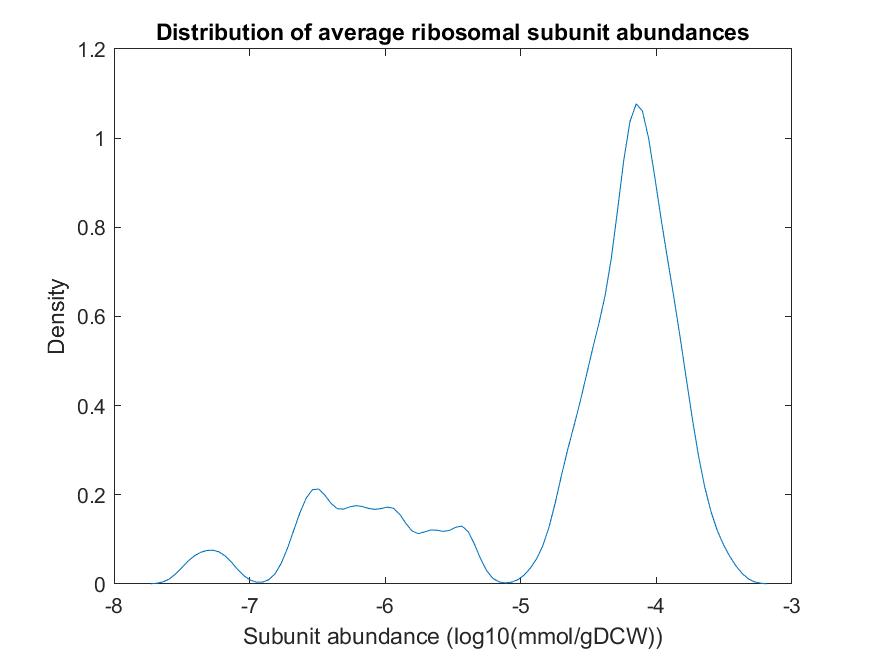 Distribution of average ribosomal subunit abundances
1.2
1
0.8
0.6
0.4
0.2
0
Density
-8 -7 -6 -5 -4 -3
Subunit abundance (log10(mmol/gDCW))